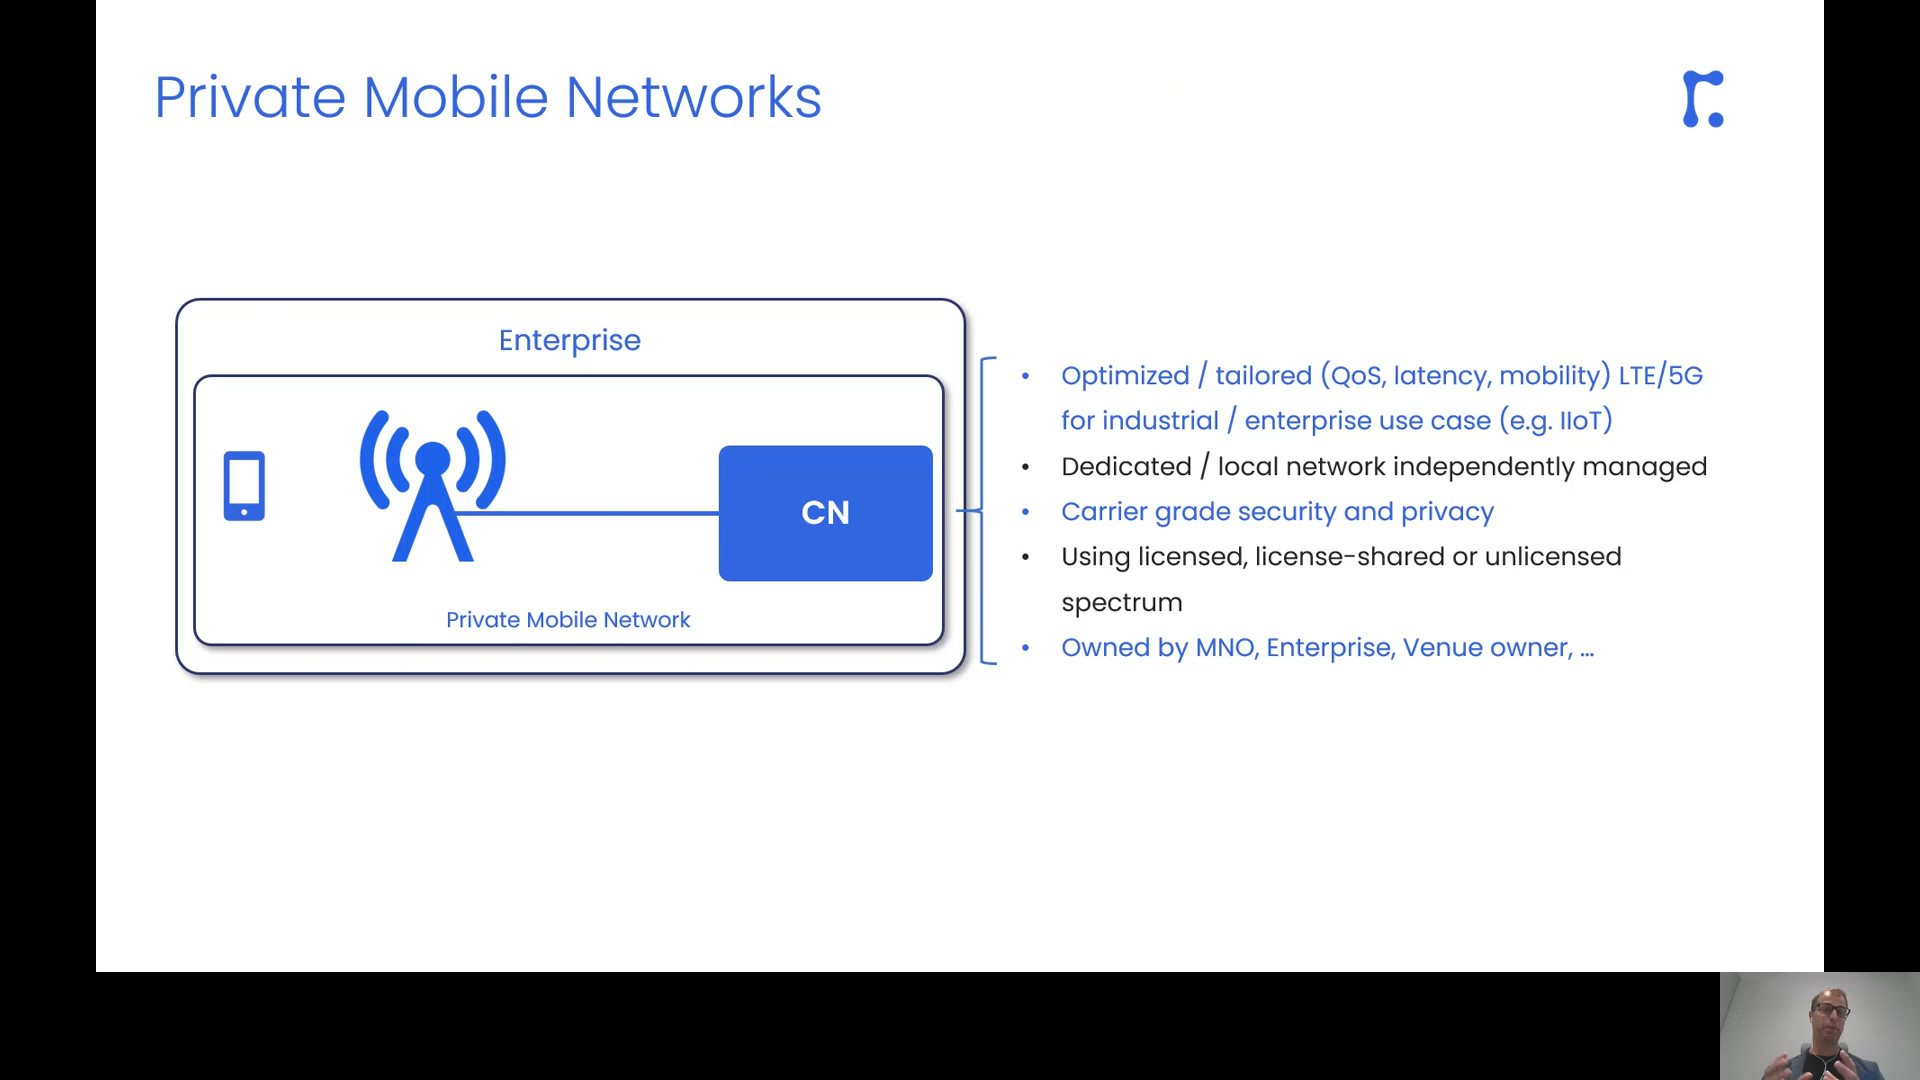 Private Mobile Networks
Enterprise
CN
Private Mobile Network
• Optimized / tailored (QoS, latency, mobility) LTE/5G
for industrial / enterprise use case (e.g. IIoT)
• Dedicated / local network independently managed
• Carrier grade security and privacy
• Using licensed, license-shared or unlicensed
spectrum
• Owned by MNO, Enterprise, Venue owner, ...